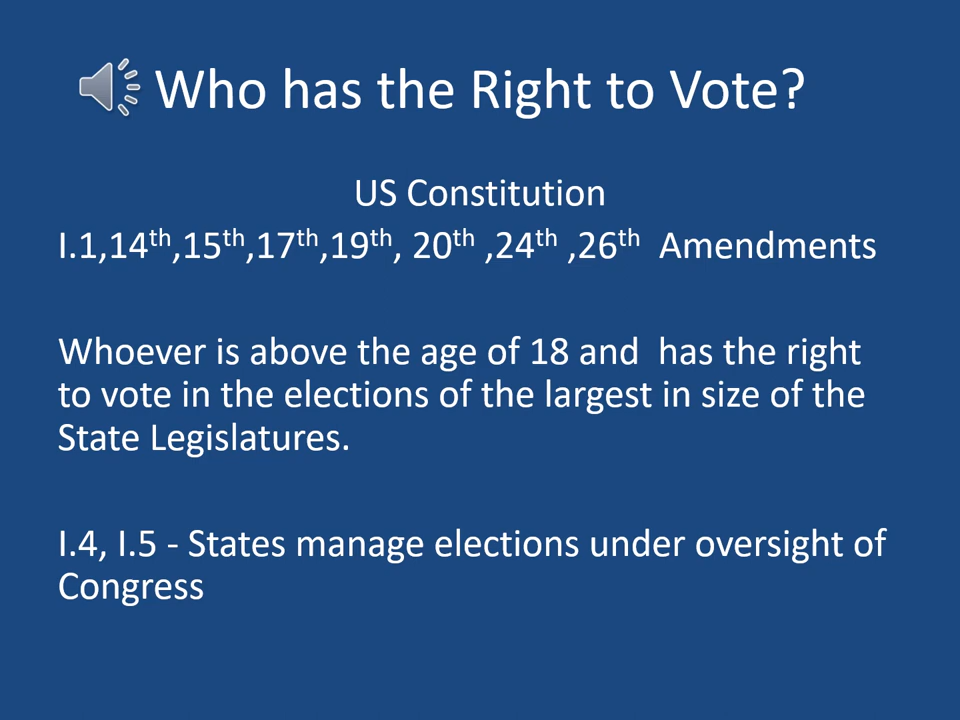 Who has the Right to Vote?
US Constitution
I.1,14th,15th,17th,19th, 20th ,24th ,26th  Amendments
Whoever is above the age of 18 and  has the right
to vote in the elections of the largest in size of the
State Legislatures.
I.4, I.5 - States manage elections under oversight of
Congress